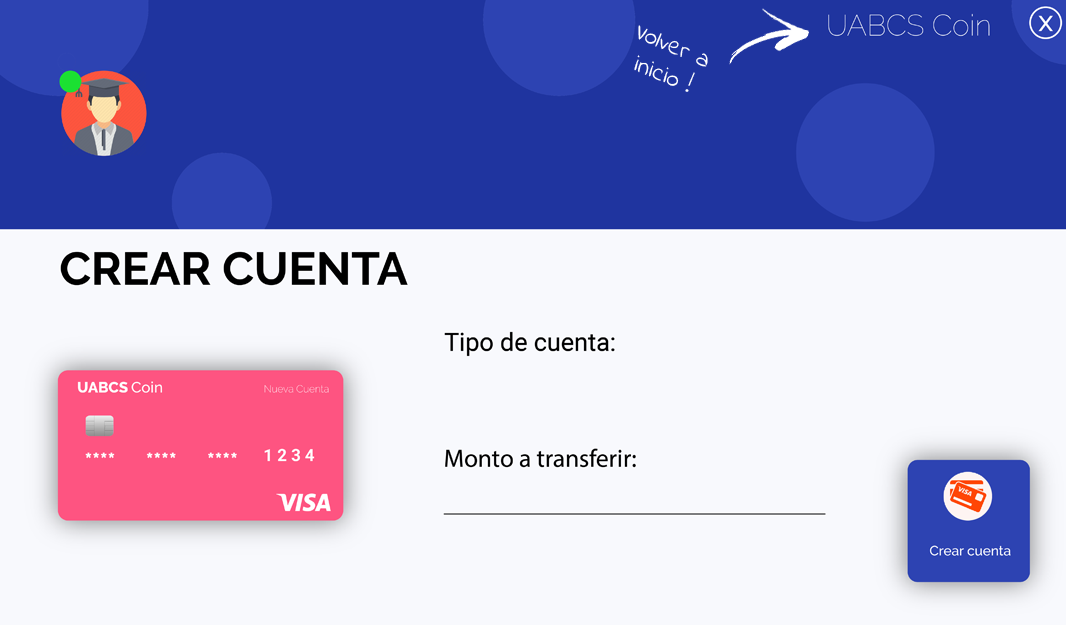 volver a
inicio !
UABCS Coin
X
CREAR CUENTA
UABCS Coin
Nueva Cuenta
**** **** **** 1234
VISA
Tipo de cuenta:
Monto a transferir:
VISA
Crear cuenta